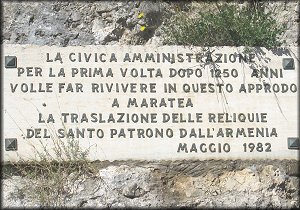 LA CIVICA AMMINISTRAZIONE
PER LA PRIMA VOLTA DOPO 1250 ANNI
VOLLE FAR RIVIVERE IN QUESTO APPRODO
A MARATEA
LA TRASLAZIONE DELLE RELIQUIE
DEL SANTO PATRONO DALL'ARMENIA
MAGGIO 1982